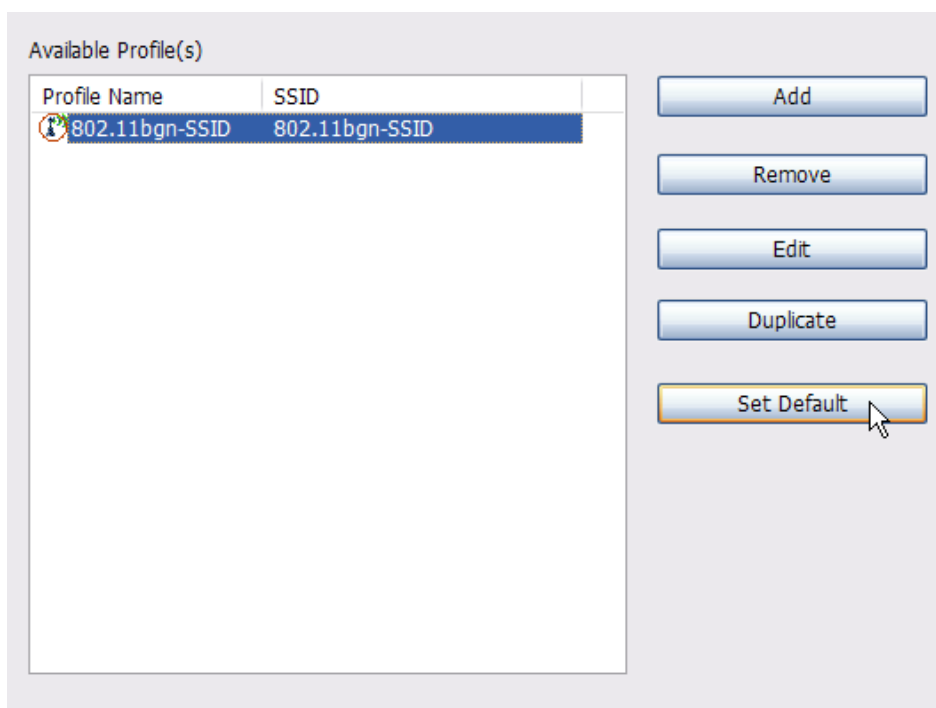 Available Profile(s)
Profile Name SSID
802.11bgn-SSID 802.11bgn-SSID
Add
Remove
Edit
Duplicate
Set Default